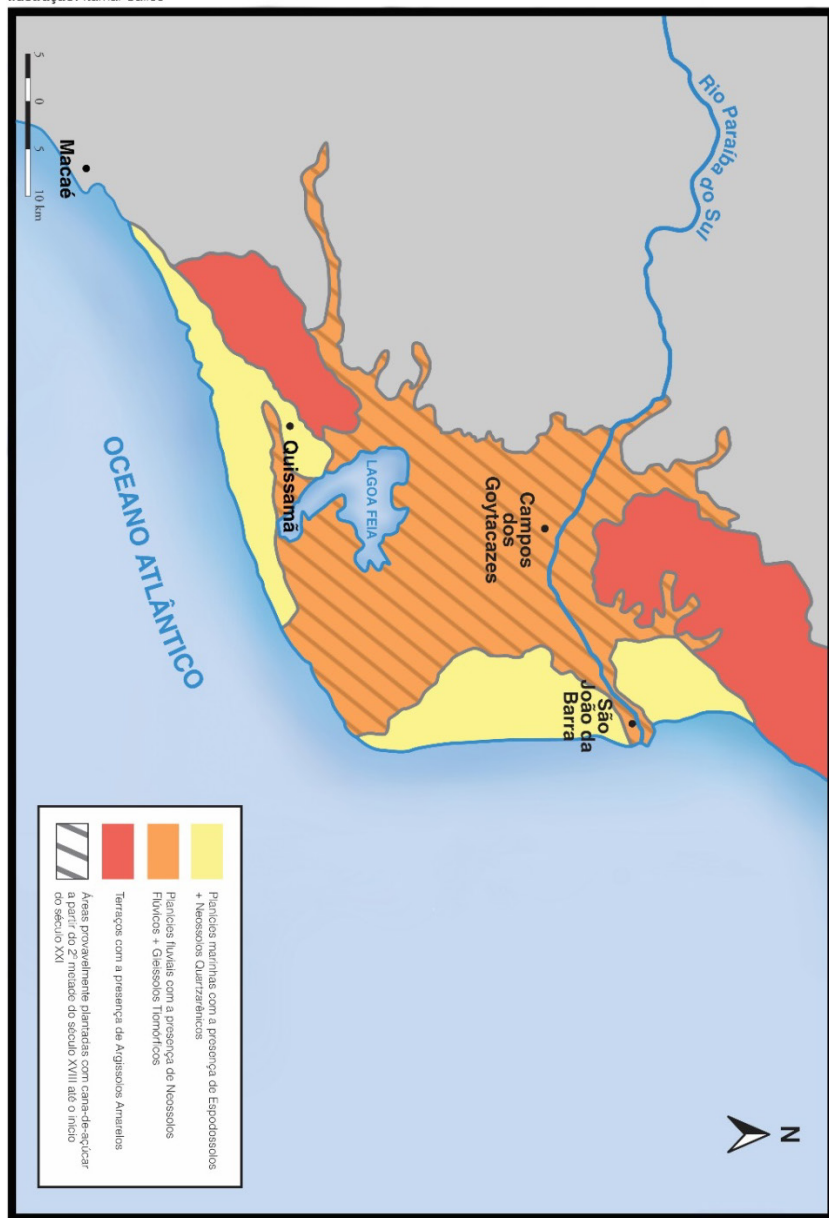 Rio Paraíba do Sul
São
João da
Barra
Campos
dos
Goytacazes
LAGOA FEIA
Quissamã
Macaé
OCEANO ATLÂNTICO
5 0 5 10 km
N
Planícies marinhas com a presença de Espodossolos
+ Neossolos Quartzarênicos
Planícies fluviais com a presença de Neossolos
Flúvicos + Gleissolos Tiomórficos
Terraços com a presença de Argissolos Amarelos
Áreas provavelmente plantadas com cana-de-açúcar
a partir do 2º metade do século XVIII até o início
do século XXI